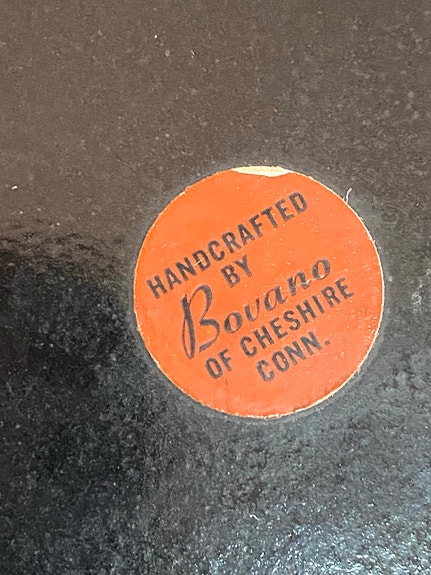 HANDCRAFTED
BY
Bovano
OF CHESHIRE
CONN.